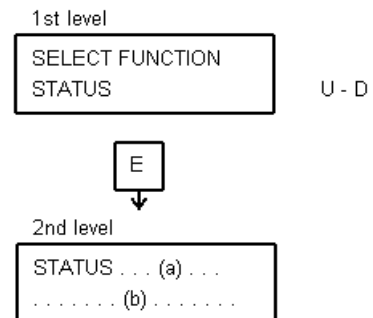 1st level
SELECT FUNCTION
STATUS U - D
E
2nd level
STATUS . . . (a) . . .
. . . . . . . (b) . . . . . . .